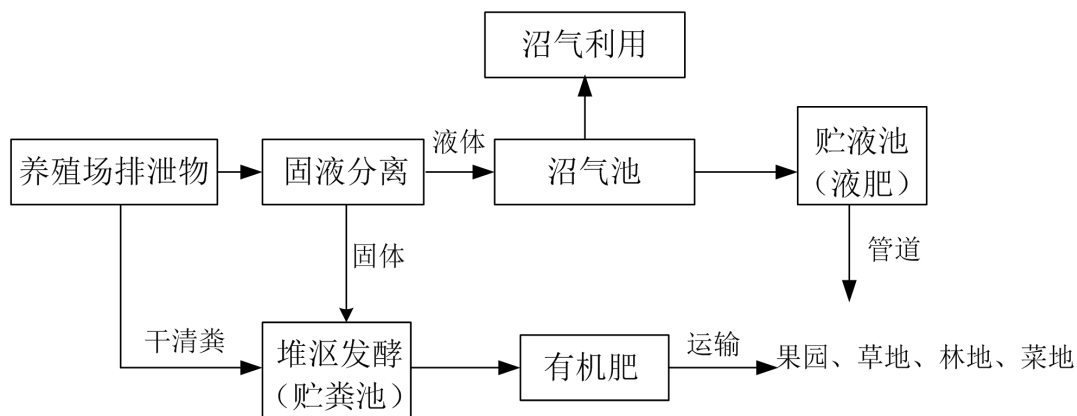 沼气利用
养殖场排泄物
固液分离
液体
沼气池
贮液池
（液肥）
固体
管道
干清粪
堆沤发酵
（贮粪池）
有机肥
运输
果园、草地、林地、菜地